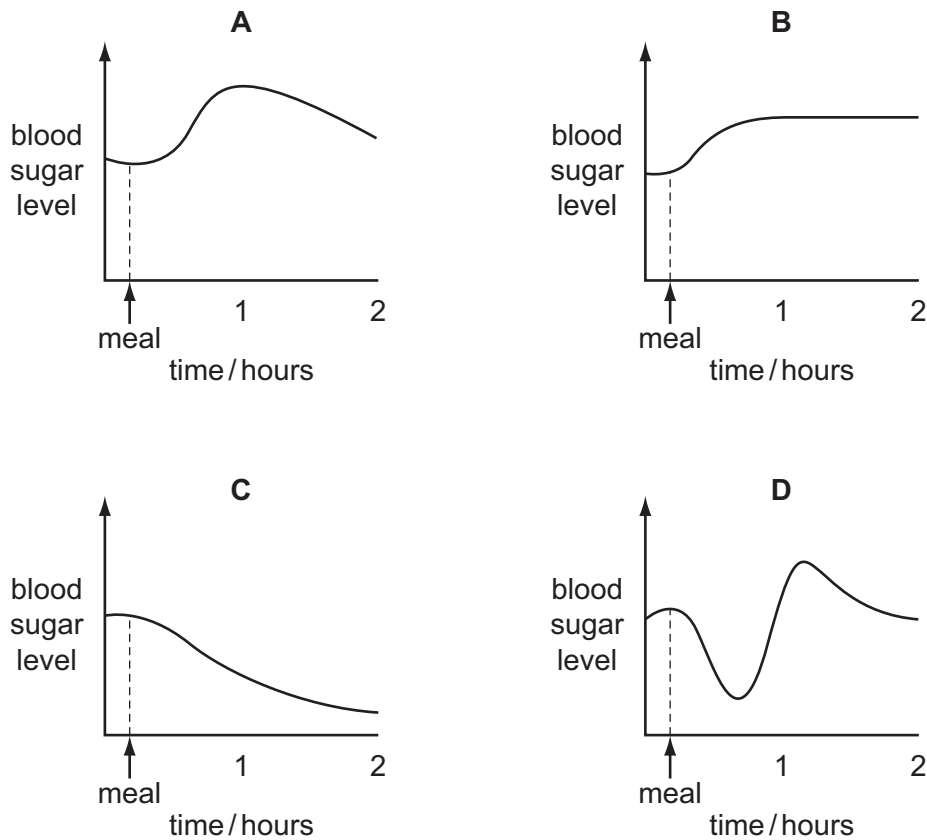 A
blood
sugar
level
1
2
meal
time / hours
B
blood
sugar
level
1
2
meal
time / hours
C
blood
sugar
level
1
2
meal
time / hours
D
blood
sugar
level
1
2
meal
time / hours